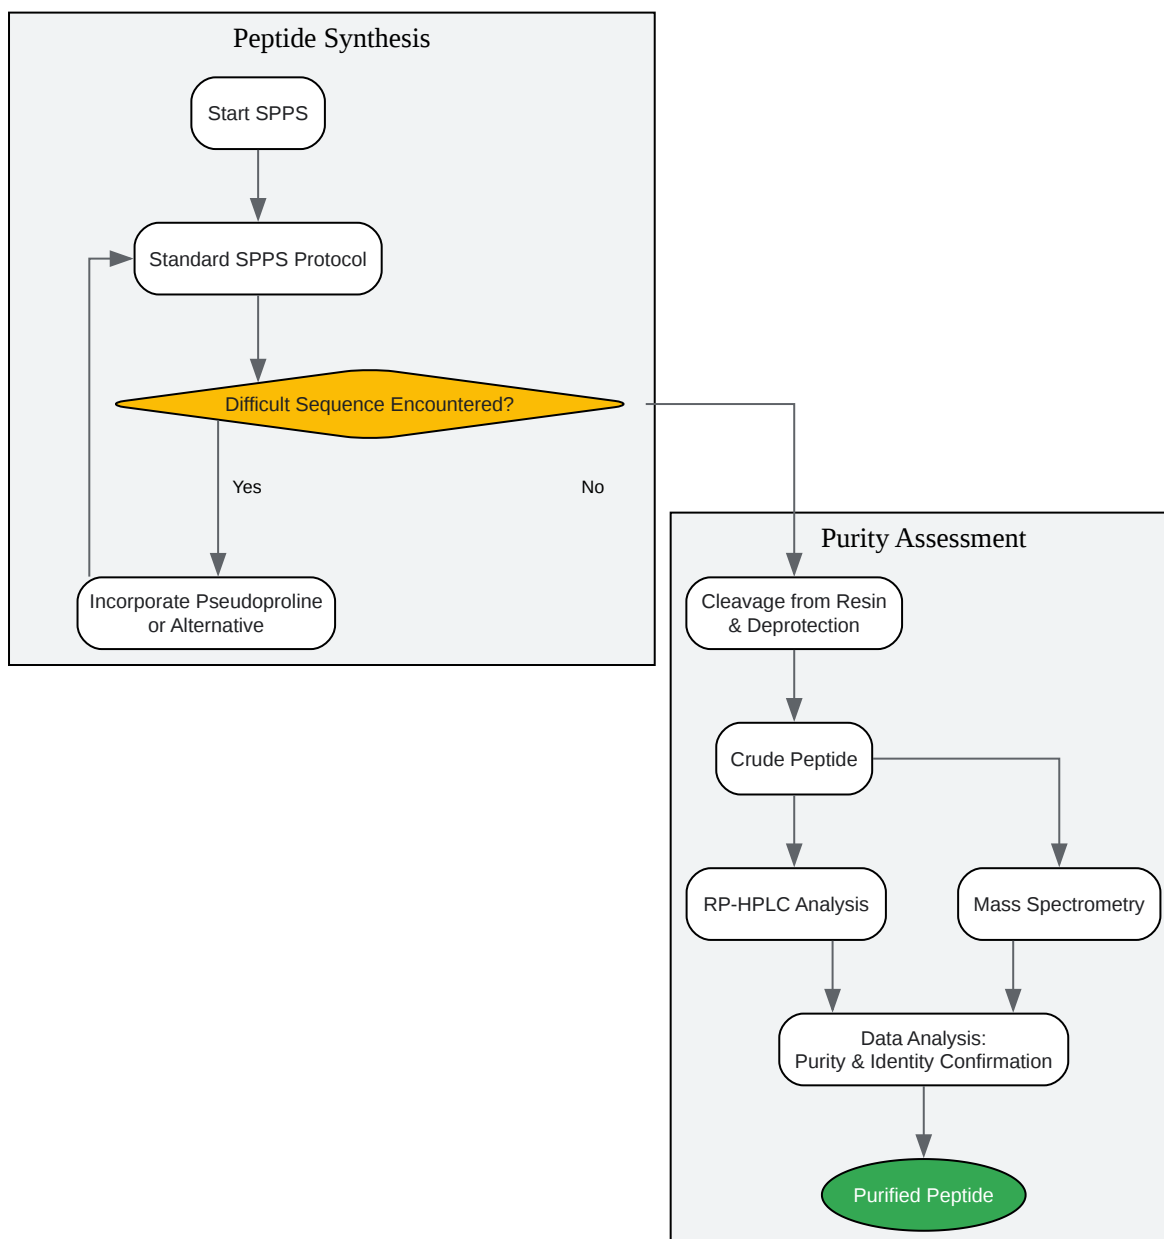 Peptide Synthesis
Start SPPS
Standard SPPS Protocol
Difficult Sequence Encountered?
Yes
No
Incorporate Pseudoproline
or Alternative
Purity Assessment
Cleavage from Resin
& Deprotection
Crude Peptide
RP-HPLC Analysis
Mass Spectrometry
Data Analysis:
Purity & Identity Confirmation
Purified Peptide